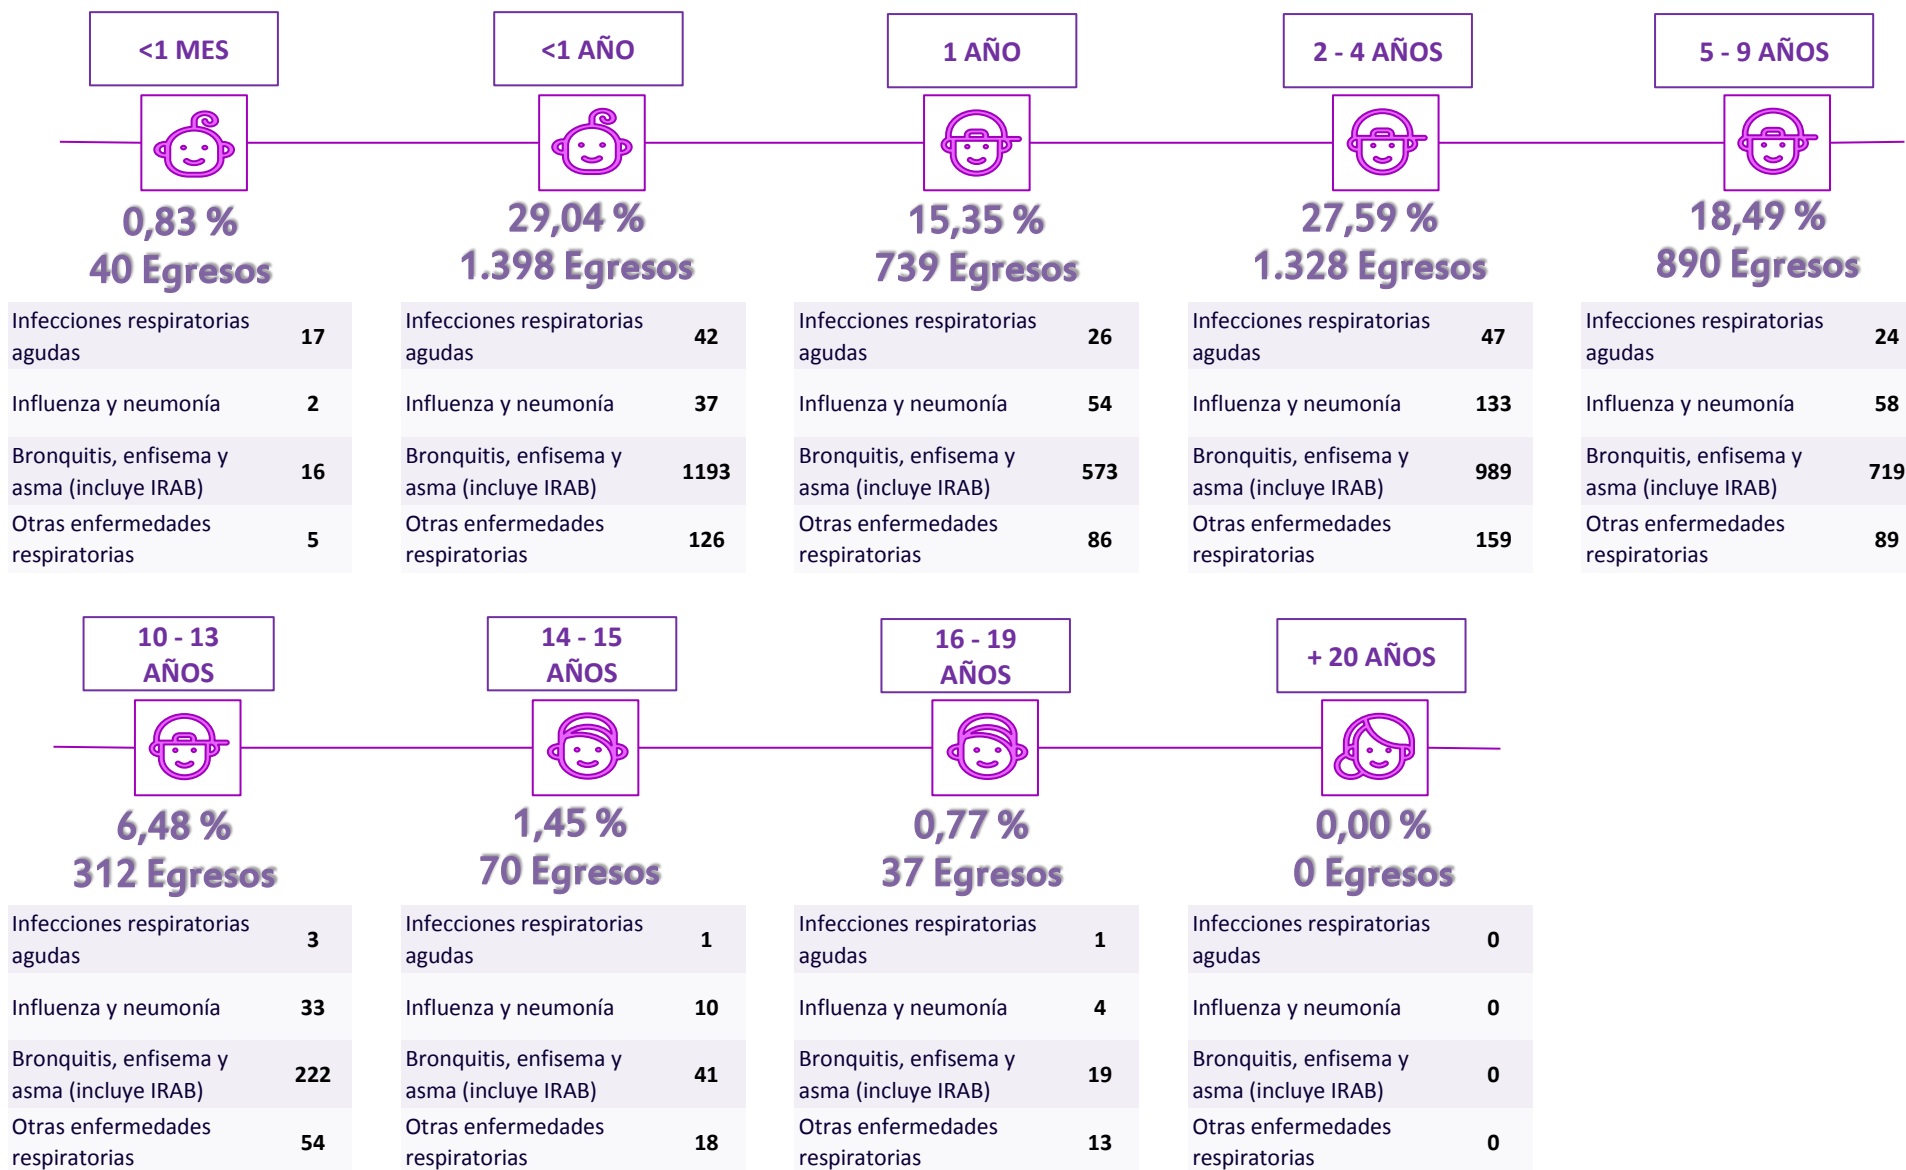 <1 MES
0,83 %
40 Egresos
Infecciones respiratorias
agudas
17
Influenza y neumonía
2
Bronquitis, enfisema y
asma (incluye IRAB)
16
Otras enfermedades
respiratorias
5
<1 AÑO
29,04 %
1.398 Egresos
Infecciones respiratorias
agudas
42
Influenza y neumonía
37
Bronquitis, enfisema y
asma (incluye IRAB)
1193
Otras enfermedades
respiratorias
126
1 AÑO
15,35 %
739 Egresos
Infecciones respiratorias
agudas
26
Influenza y neumonía
54
Bronquitis, enfisema y
asma (incluye IRAB)
573
Otras enfermedades
respiratorias
86
2 - 4 AÑOS
27,59 %
1.328 Egresos
Infecciones respiratorias
agudas
47
Influenza y neumonía
133
Bronquitis, enfisema y
asma (incluye IRAB)
989
Otras enfermedades
respiratorias
159
5 - 9 AÑOS
18,49 %
890 Egresos
Infecciones respiratorias
agudas
24
Influenza y neumonía
58
Bronquitis, enfisema y
asma (incluye IRAB)
719
Otras enfermedades
respiratorias
89
10 - 13
AÑOS
6,48 %
312 Egresos
Infecciones respiratorias
agudas
3
Influenza y neumonía
33
Bronquitis, enfisema y
asma (incluye IRAB)
222
Otras enfermedades
respiratorias
54
14 - 15
AÑOS
1,45 %
70 Egresos
Infecciones respiratorias
agudas
1
Influenza y neumonía
10
Bronquitis, enfisema y
asma (incluye IRAB)
41
Otras enfermedades
respiratorias
18
16 - 19
AÑOS
0,77 %
37 Egresos
Infecciones respiratorias
agudas
1
Influenza y neumonía
4
Bronquitis, enfisema y
asma (incluye IRAB)
19
Otras enfermedades
respiratorias
13
+ 20 AÑOS
0,00 %
0 Egresos
Infecciones respiratorias
agudas
0
Influenza y neumonía
0
Bronquitis, enfisema y
asma (incluye IRAB)
0
Otras enfermedades
respiratorias
0